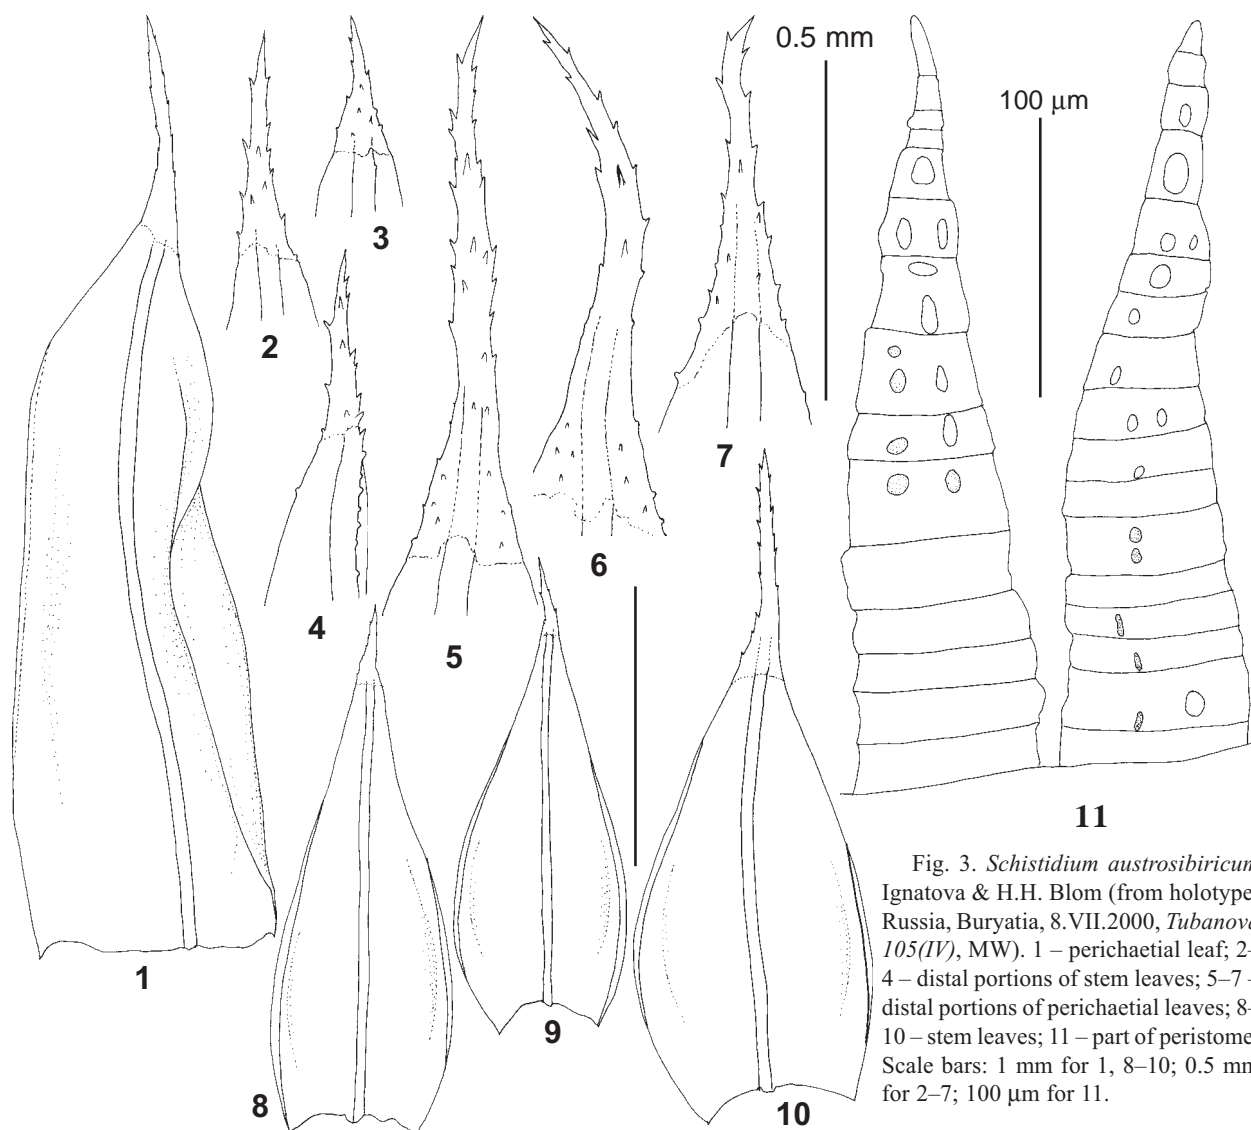 0.5 mm
100 µm
1
2
3
4
5
6
7
8
9
10
11
Fig. 3. Schistidium austrosibiricum
Ignatova & H.H. Blom (from holotype
Russia, Buryatia, 8.VII.2000, Tubanova
105(IV), MW). 1 – perichaetial leaf; 2–
4 – distal portions of stem leaves; 5–7 –
distal portions of perichaetial leaves; 8–
10 – stem leaves; 11 – part of peristome
Scale bars: 1 mm for 1, 8–10; 0.5 mm
for 2–7; 100 µm for 11.